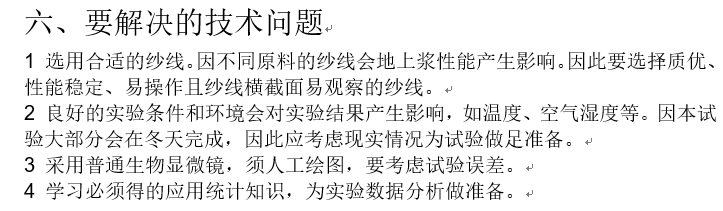 六、要解决的技术问题
1 选用合适的纱线。因不同原料的纱线会地上浆性能产生影响。因此要选择质优、
性能稳定、易操作且纱线横截面易观察的纱线。
2 良好的实验条件和环境会对实验结果产生影响，如温度、空气湿度等。因本试
验大部分会在冬天完成，因此应考虑现实情况为试验做足准备。
3 采用普通生物显微镜，须人工绘图，要考虑试验误差。
4 学习必须得的应用统计知识，为实验数据分析做准备。